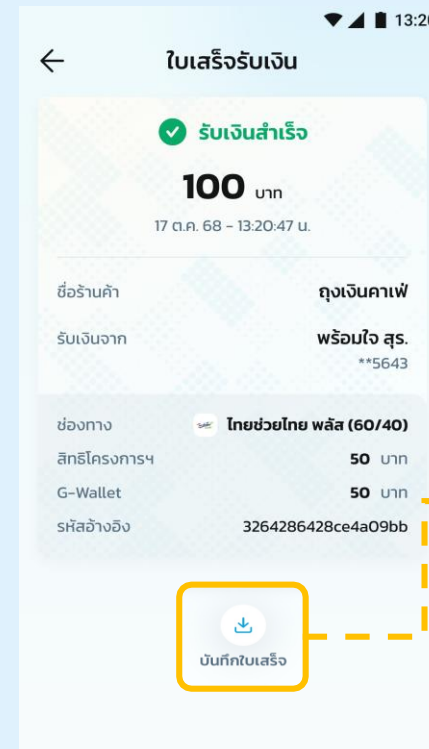 13:20
ใบเสร็จรับเงิน
รับเงินสำเร็จ
100 บาท
17 ต.ค. 68 - 13:20:47 น.
ชื่อร้านค้า ถุงเงินคาเฟ่
รับเงินจาก พร้อมใจ สุร.
**5643
ช่องทาง ไทยช่วยไทย พลัส (60/40)
สิทธิโครงการฯ 50 บาท
G-Wallet 50 บาท
รหัสอ้างอิง 3264286428ce4a09bb
บันทึกใบเสร็จ